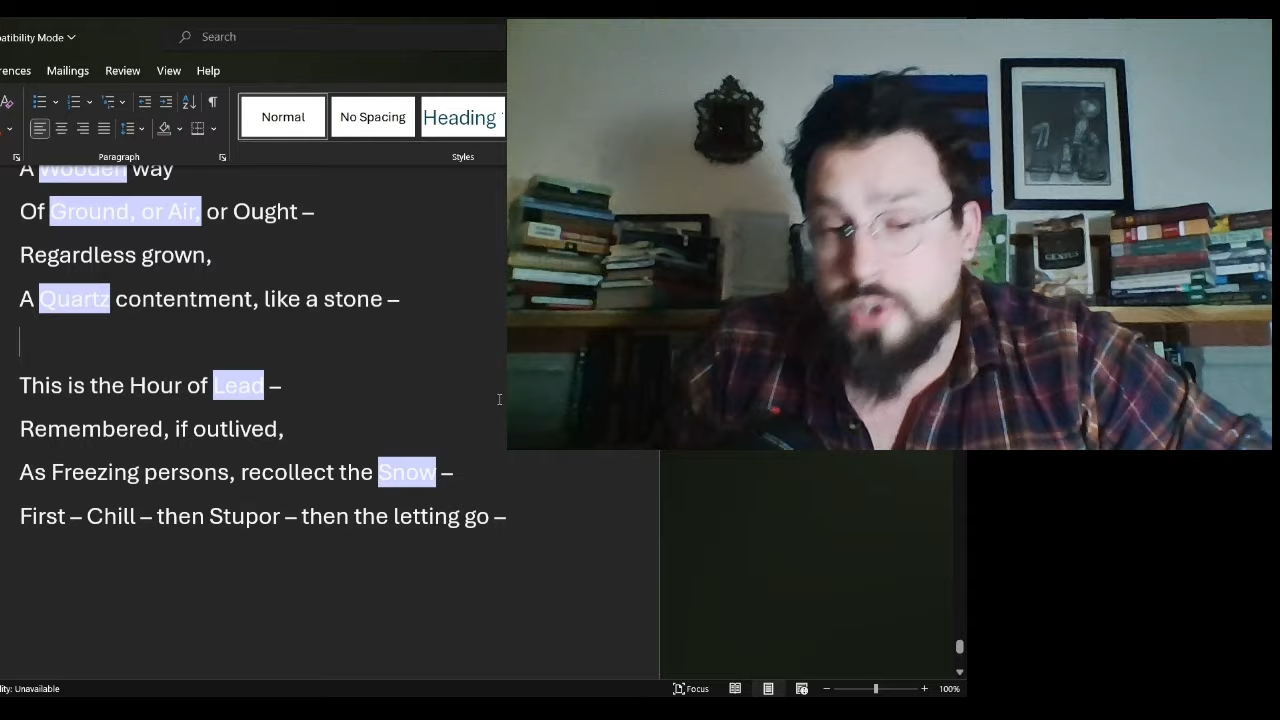 atibility Mode
Search
rences Mailings Review View Help
Normal
No Spacing
Heading
Paragraph
Styles
A Wooden way
Of Ground, or Air, or Ought –
Regardless grown,
A Quartz contentment, like a stone –
This is the Hour of Lead –
Remembered, if outlived,
As Freezing persons, recollect the Snow –
First – Chill – then Stupor – then the letting go –
GENIUS
lity: Unavailable
Focus
100%